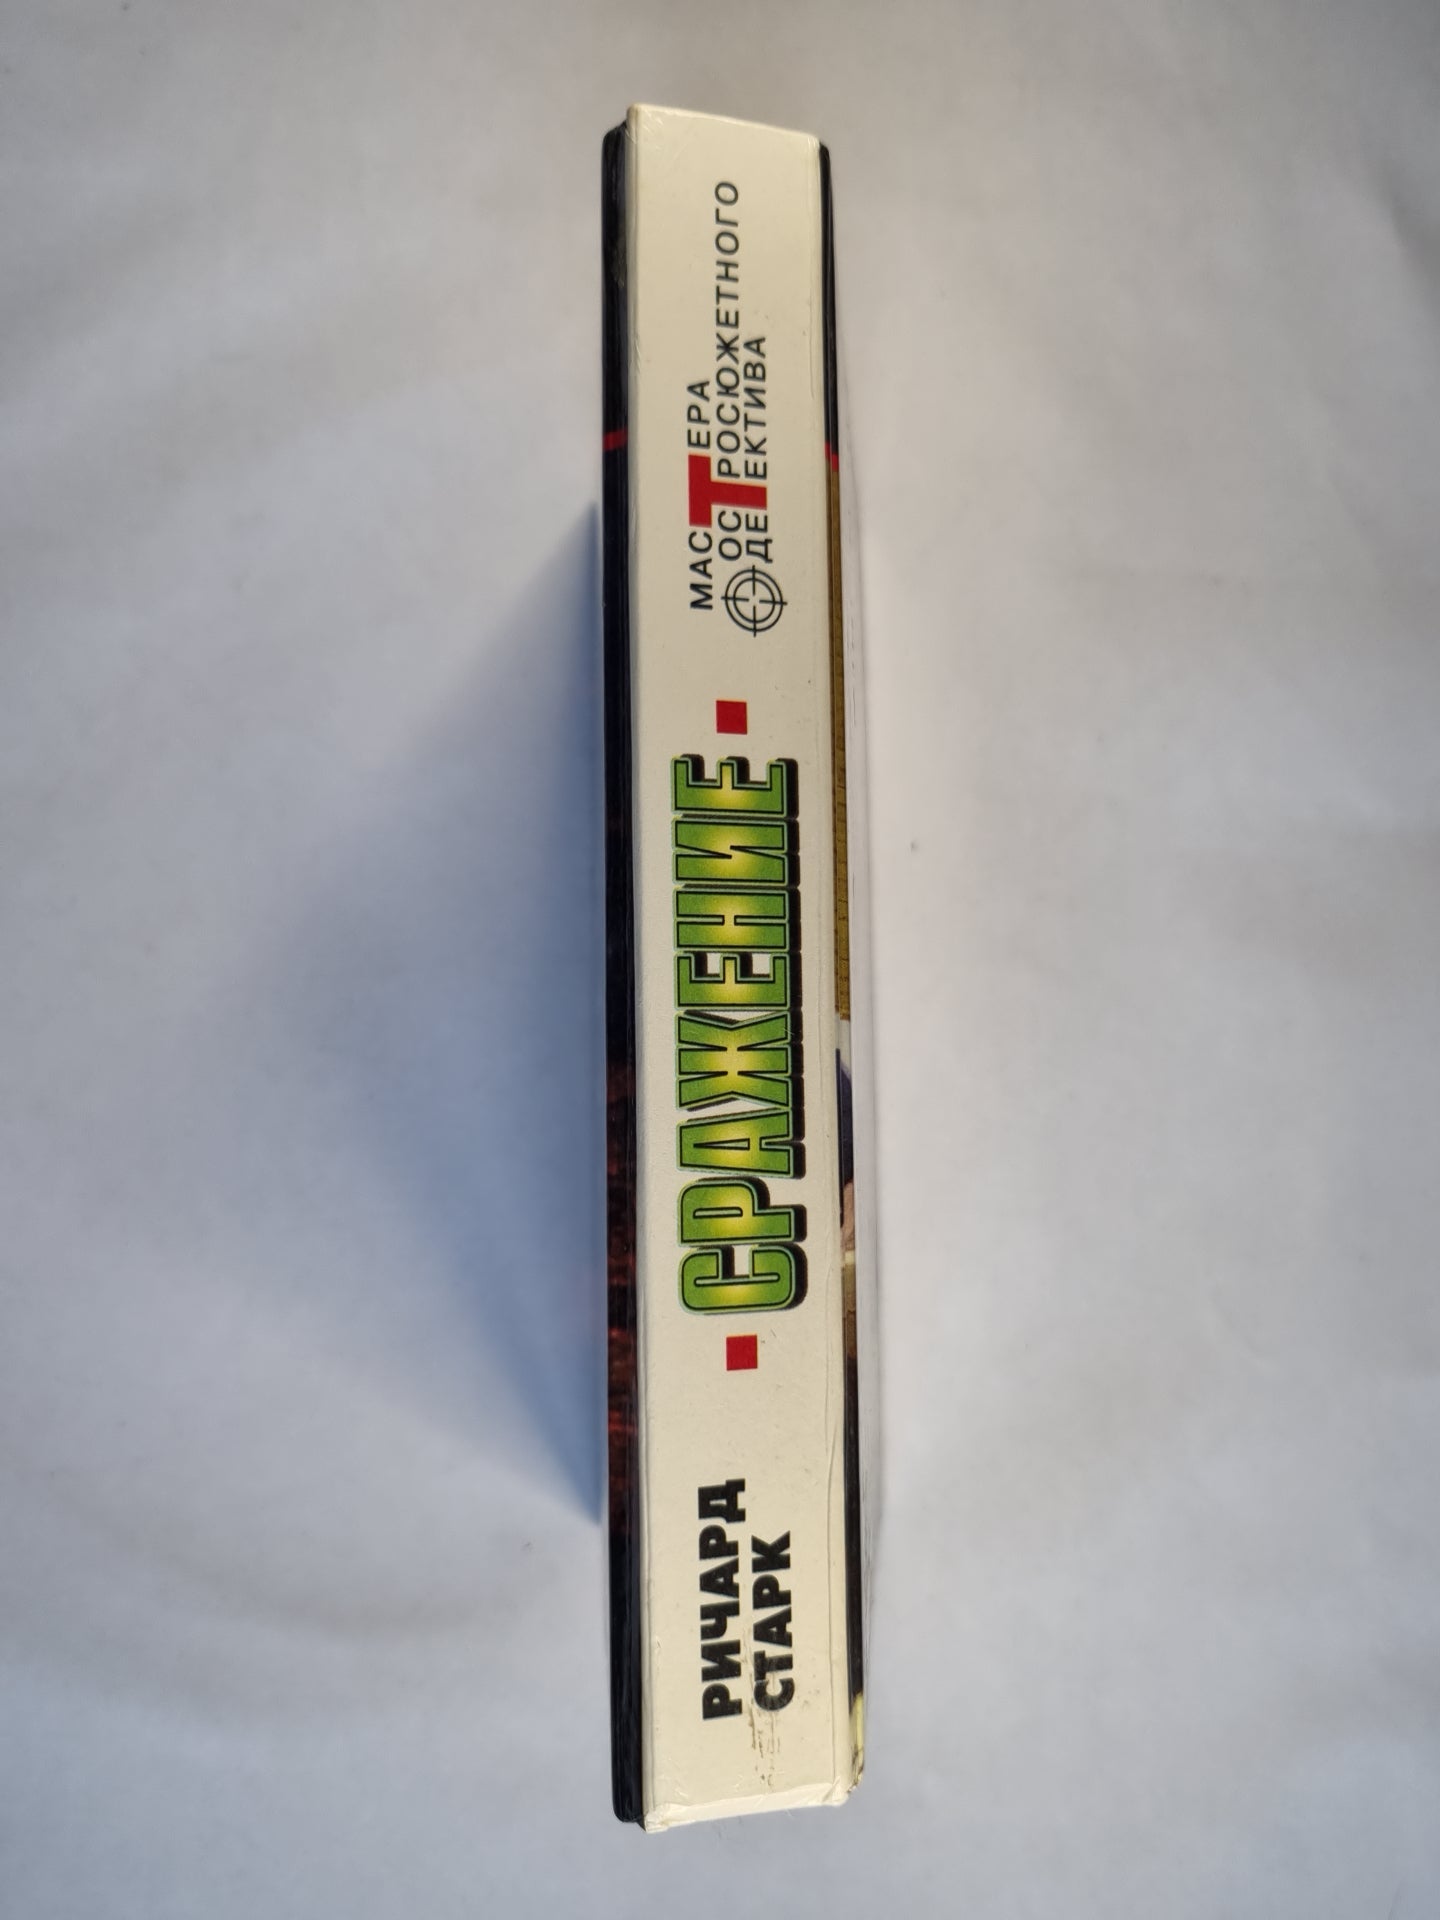 РИЧАРД
СТАРК
СРАЖЕНИЕ
МАСТЕРА
ОСТРОСЮЖЕТНОГО
ДЕТЕКТИВА